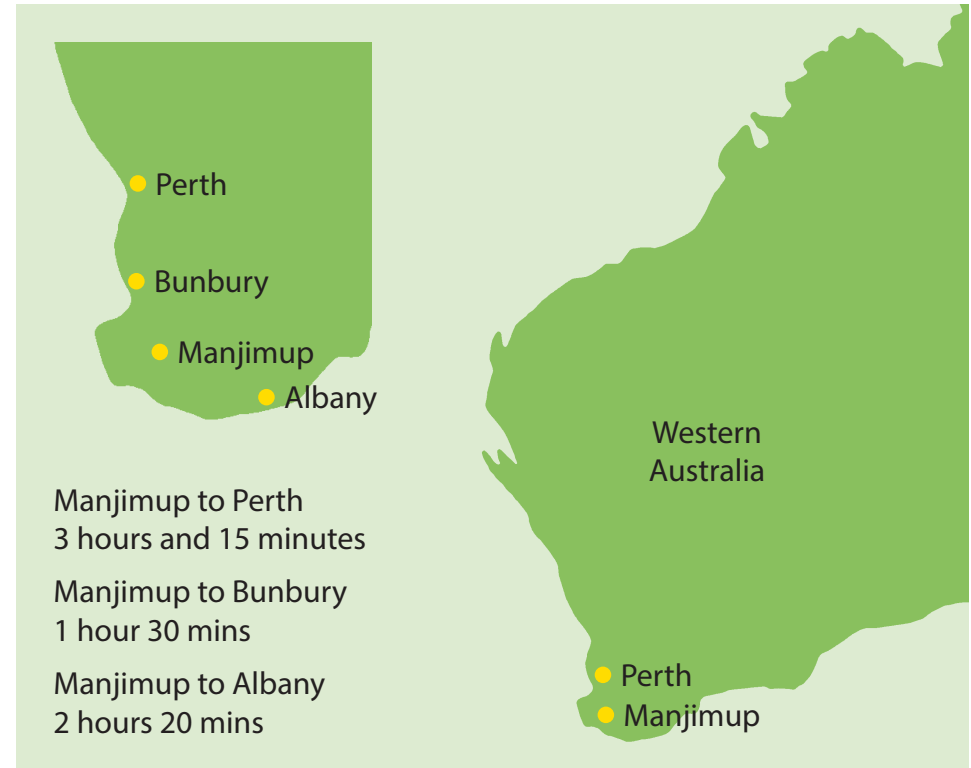 Perth
Bunbury
Manjimup
Albany
Manjimup to Perth
3 hours and 15 minutes
Manjimup to Bunbury
1 hour 30 mins
Manjimup to Albany
2 hours 20 mins
Western
Australia
Perth
Manjimup